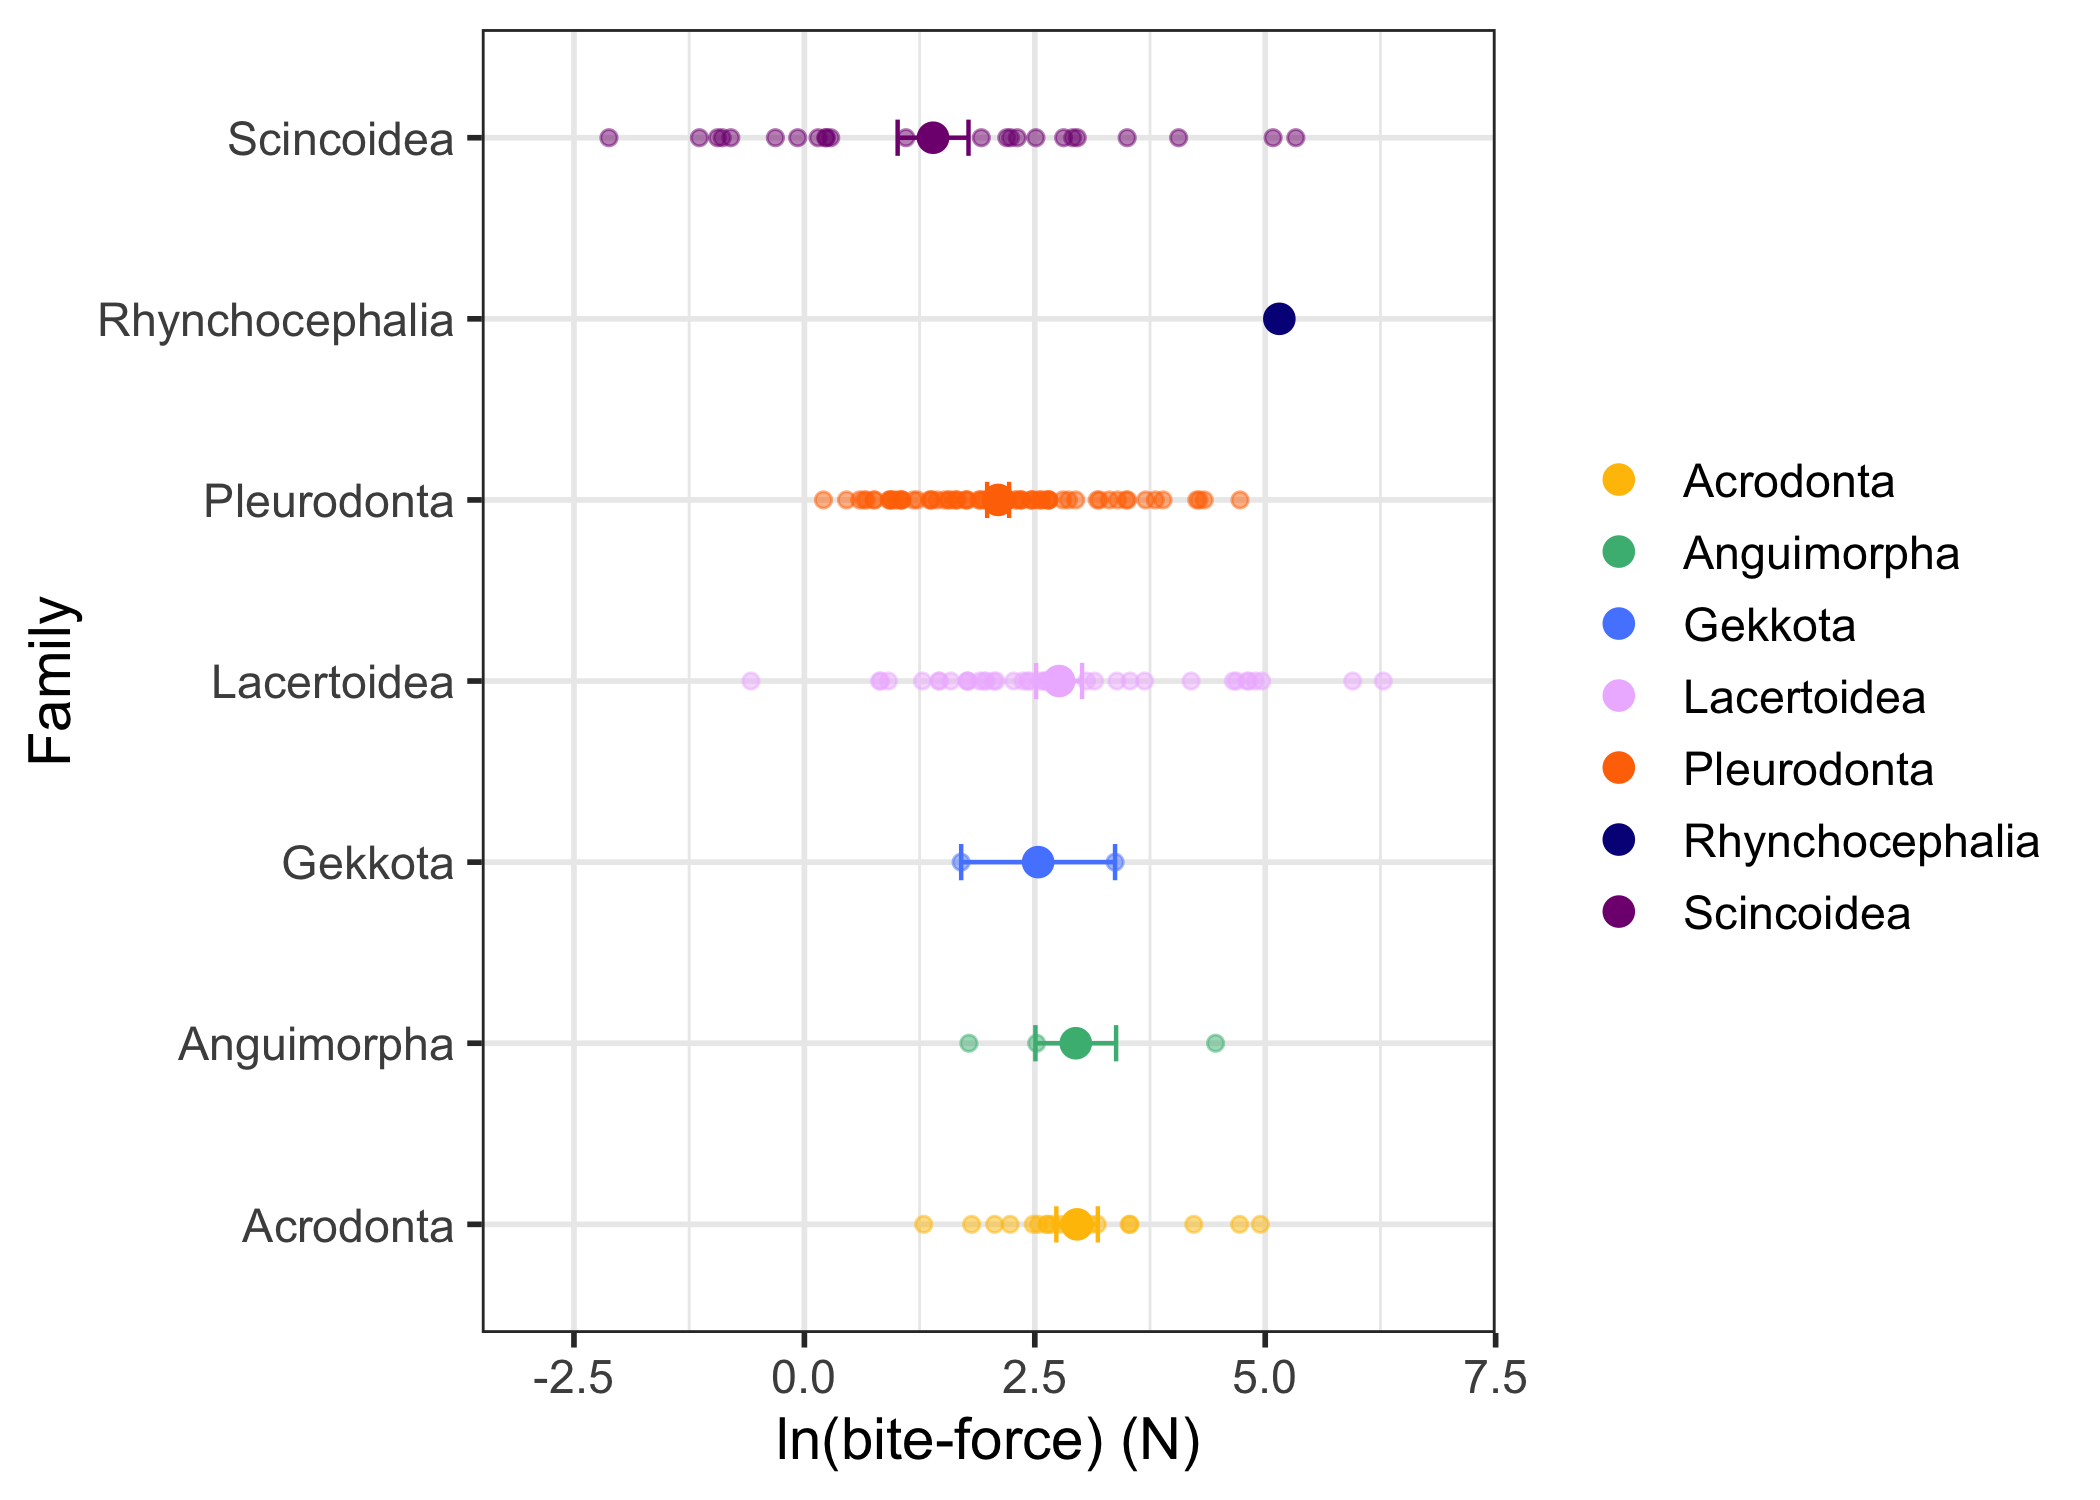 Family
Scincoidea
Rhynchocephalia
Pleurodonta
Lacertoidea
Gekkota
Anguimorpha
Acrodonta
-2.5 0.0 2.5 5.0 7.5
ln(bite-force) (N)
Acrodonta
Anguimorpha
Gekkota
Lacertoidea
Pleurodonta
Rhynchocephalia
Scincoidea